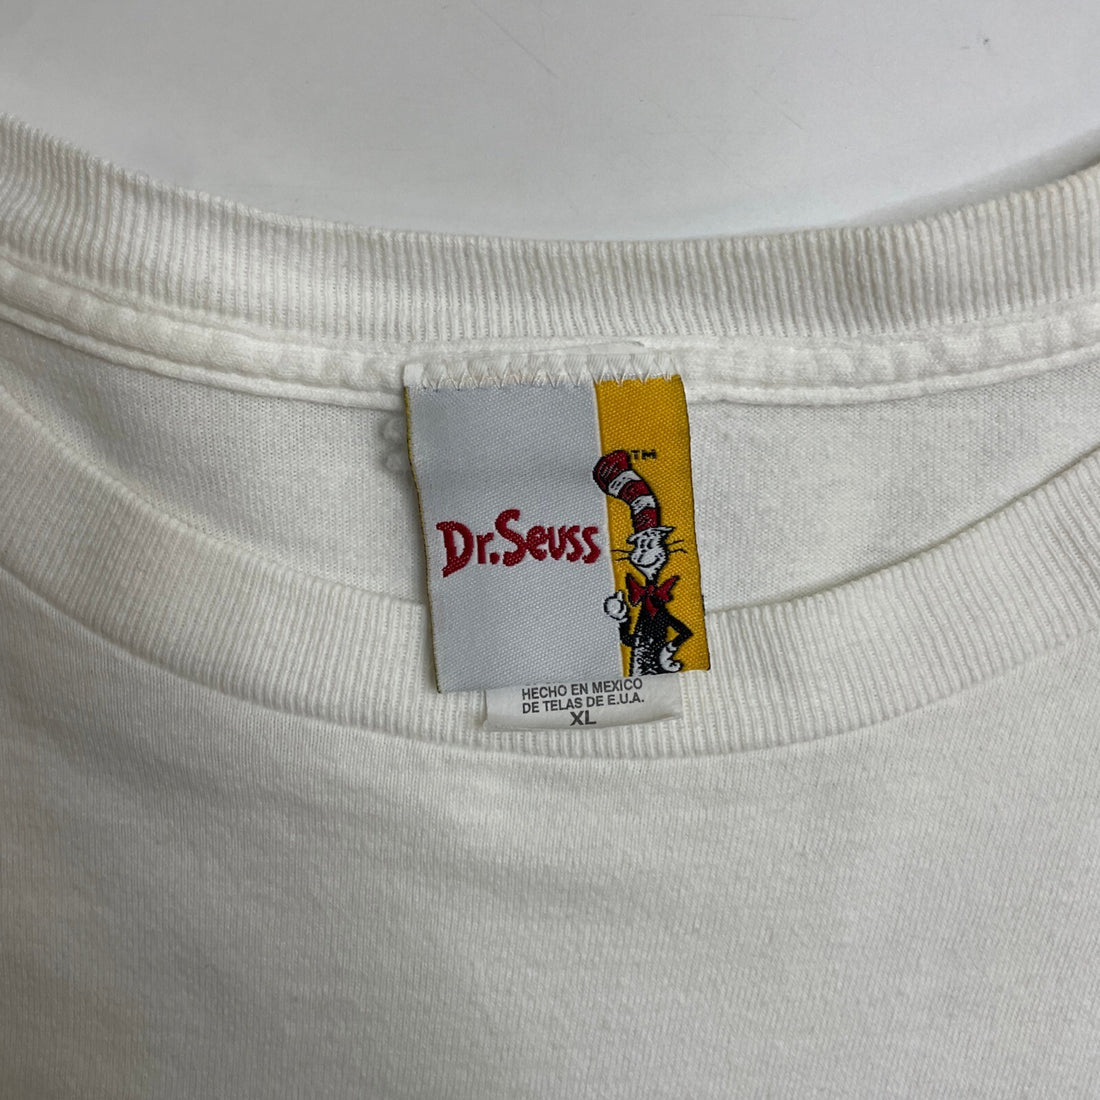 TM
Dr. Seuss
HECHO EN MEXICO
DE TELAS DE E.U.A.
XL